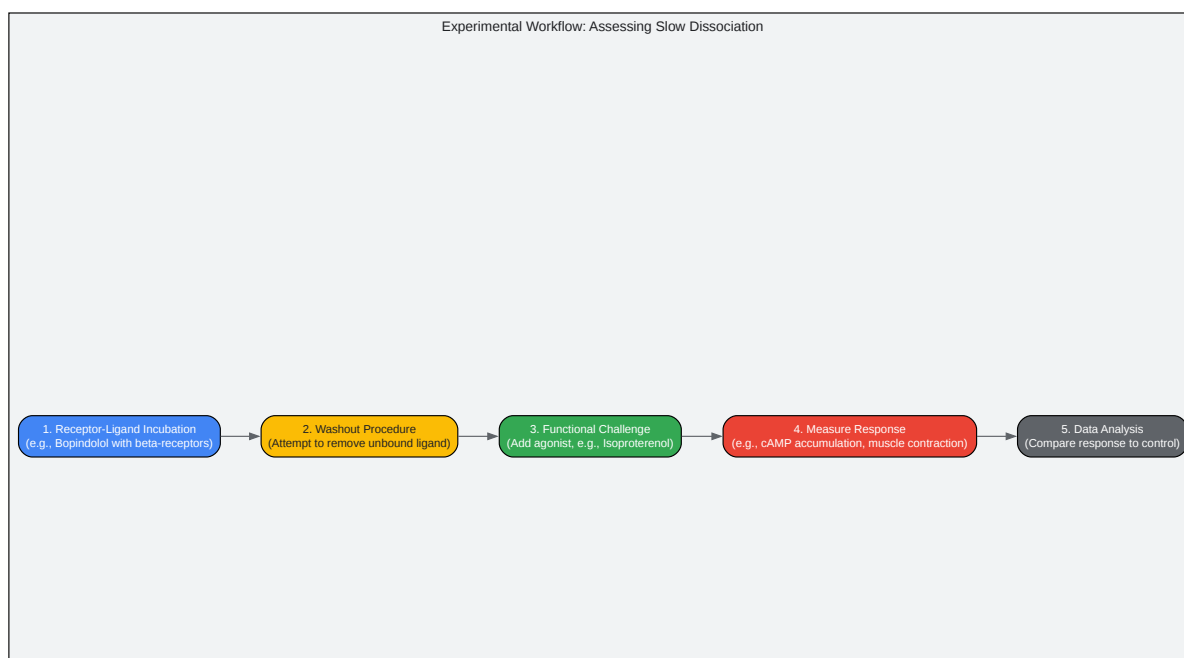 Experimental Workflow: Assessing Slow Dissociation
1. Receptor-Ligand Incubation
(e.g., Bopindolol with beta-receptors)
2. Washout Procedure
(Attempt to remove unbound ligand)
3. Functional Challenge
(Add agonist, e.g., Isoproterenol)
4. Measure Response
(e.g., cAMP accumulation, muscle contraction)
5. Data Analysis
(Compare response to control)